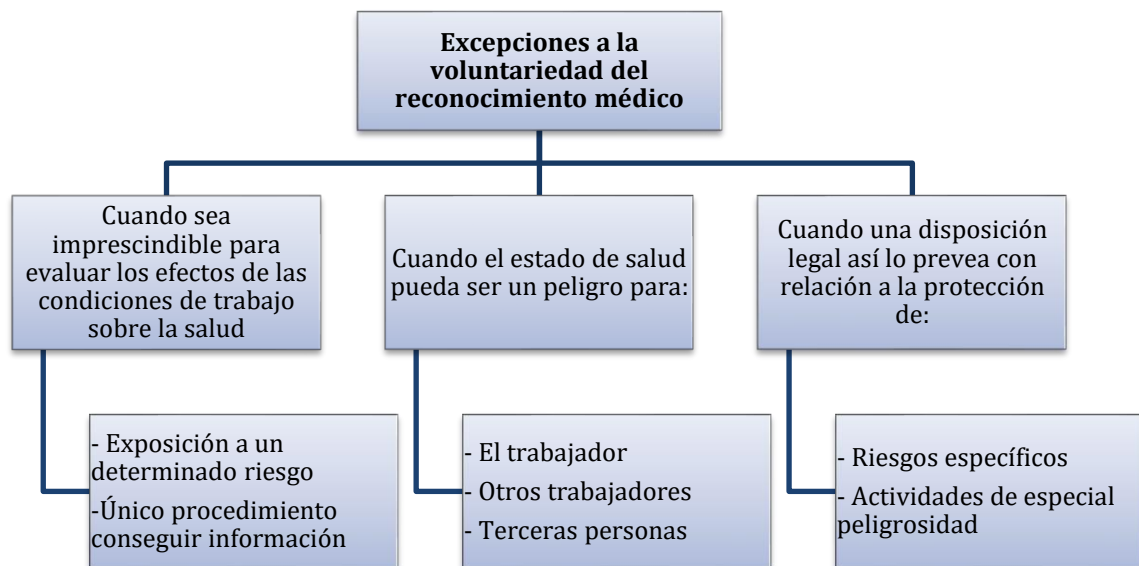 Excepciones a la
voluntariedad del
reconocimiento médico
Cuando sea
imprescindible para
evaluar los efectos de las
condiciones de trabajo
sobre la salud
- Exposición a un
determinado riesgo
-Único procedimiento
conseguir información
Cuando el estado de salud
pueda ser un peligro para:
- El trabajador
- Otros trabajadores
- Terceras personas
Cuando una disposición
legal así lo prevea con
relación a la protección
de:
- Riesgos específicos
- Actividades de especial
peligrosidad